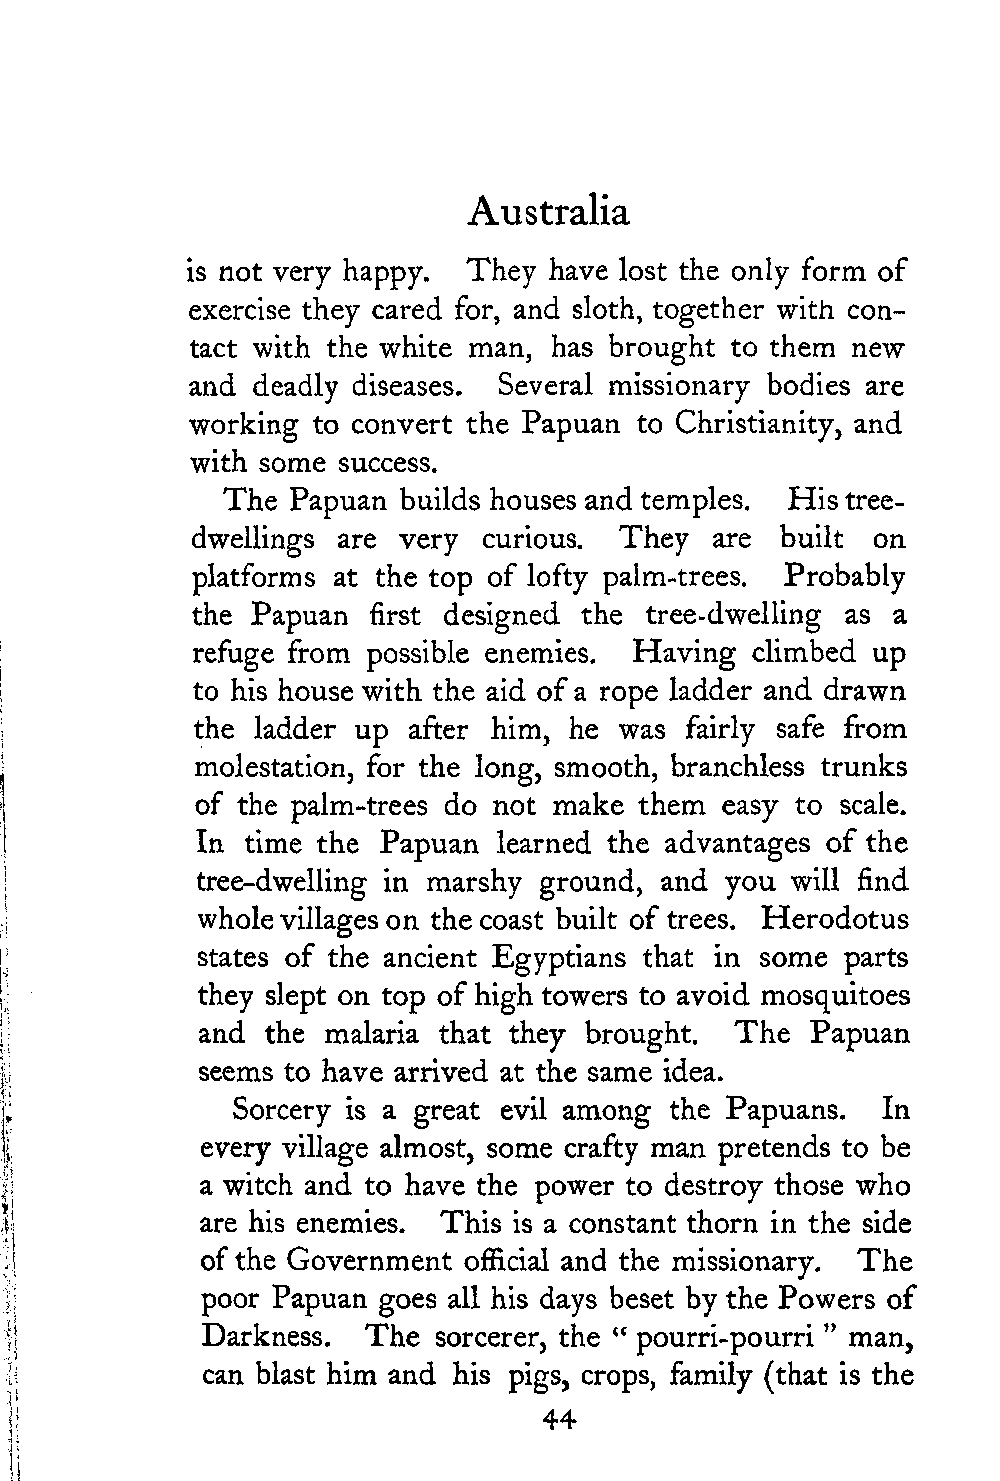 Australia
is not very happy. They have lost the only form of
exercise they cared for, and sloth, together with con-
tact with the white man, has brought to them new
and deadly diseases. Several missionary bodies are
working to convert the Papuan to Christianity, and
with some success.
The Papuan builds houses and temples. His tree-
dwellings are very curious. They are built on
platforms at the top of lofty palm-trees. Probably
the Papuan first designed the tree-dwelling as a
refuge from possible enemies. Having climbed up
to his house with the aid of a rope ladder and drawn
the ladder up after him, he was fairly safe from
molestation, for the long, smooth, branchless trunks
of the palm-trees do not make them easy to scale.
In time the Papuan learned the advantages of the
tree-dwelling in marshy ground, and you will find
whole villages on the coast built of trees. Herodotus
states of the ancient Egyptians that in some parts
they slept on top of high towers to avoid mosquitoes
and the malaria that they brought. The Papuan
seems to have arrived at the same idea.
Sorcery is a great evil among the Papuans. In
every village almost, some crafty man pretends to be
a witch and to have the power to destroy those who
are his enemies. This is a constant thorn in the side
of the Government official and the missionary. The
poor Papuan goes all his days beset by the Powers of
Darkness. The sorcerer, the “ pourri-pourri ” man,
can blast him and his pigs, crops, family (that is the
44